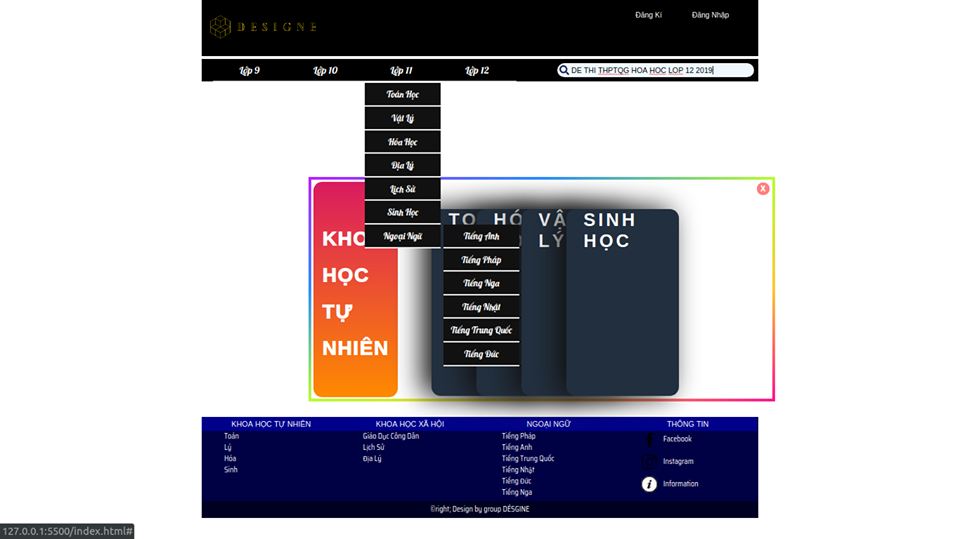 DESIGNE
Đăng Kí
Đăng Nhập
Lớp 9
Lớp 10
Lớp 11
Lớp 12
DE THI THPTQG HOA HOC LOP 12 2019
Toán Học
Vật Lý
Hóa Học
Địa Lý
Lịch Sử
Sinh Học
Ngoại Ngữ
Tiếng Anh
Tiếng Pháp
Tiếng Nga
Tiếng Nhật
Tiếng Trung Quốc
Tiếng Đức
X
KHO
HỌC
TỰ
NHIÊN
TO
HÓ
VẬ
LÝ
SINH
HỌC
KHOA HỌC TỰ NHIÊN
Toán
Lý
Hóa
Sinh
KHOA HỌC XÃ HỘI
Giáo Dục Công Dân
Lịch Sử
Địa Lý
NGOẠI NGỮ
Tiếng Pháp
Tiếng Anh
Tiếng Trung Quốc
Tiếng Nhật
Tiếng Đức
Tiếng Nga
THÔNG TIN
Facebook
Instagram
Information
©right; Design by group DÉSGINE
127.0.0.1:5500/index.html#